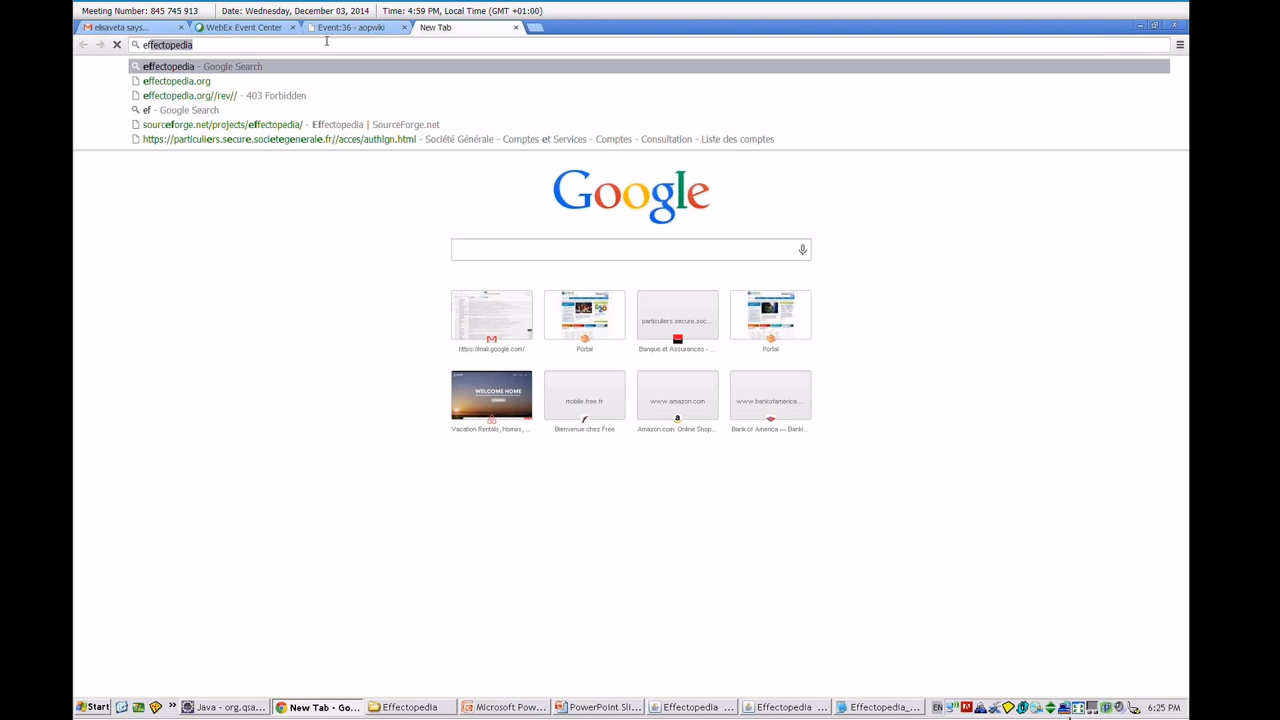 Meeting Number: 845 745 913 Date: Wednesday, December 03, 2014 Time: 4:59 PM, Local Time (GMT +01:00)
elisaveta says... WebEx Event Center Event:36 - aopwiki New Tab
effectopedia
effectopedia - Google Search
effectopedia.org
effectopedia.org//rev// - 403 Forbidden
ef - Google Search
sourceforge.net/projects/effectopedia/ - Effectopedia | SourceForge.net
https://particuliers.secure.societegenerale.fr//acces/authlgn.html - Société Générale - Comptes et Services - Comptes - Consultation - Liste des comptes
Google
particuliers.secure.soc...
https://mail.google.com/ Portal Banque et Assurances - ... Portal
WELCOME HOME mobile.free.fr www.amazon.com www.bankofamerica....
Vacation Rentals, Homes, ... Bienvenue chez Free Amazon.com: Online Shop... Bank of America — Banki...
Start Java - org.qsa... New Tab - Go... Effectopedia Microsoft Pow... PowerPoint Sli... Effectopedia ... Effectopedia ... Effectopedia_... EN 6:25 PM